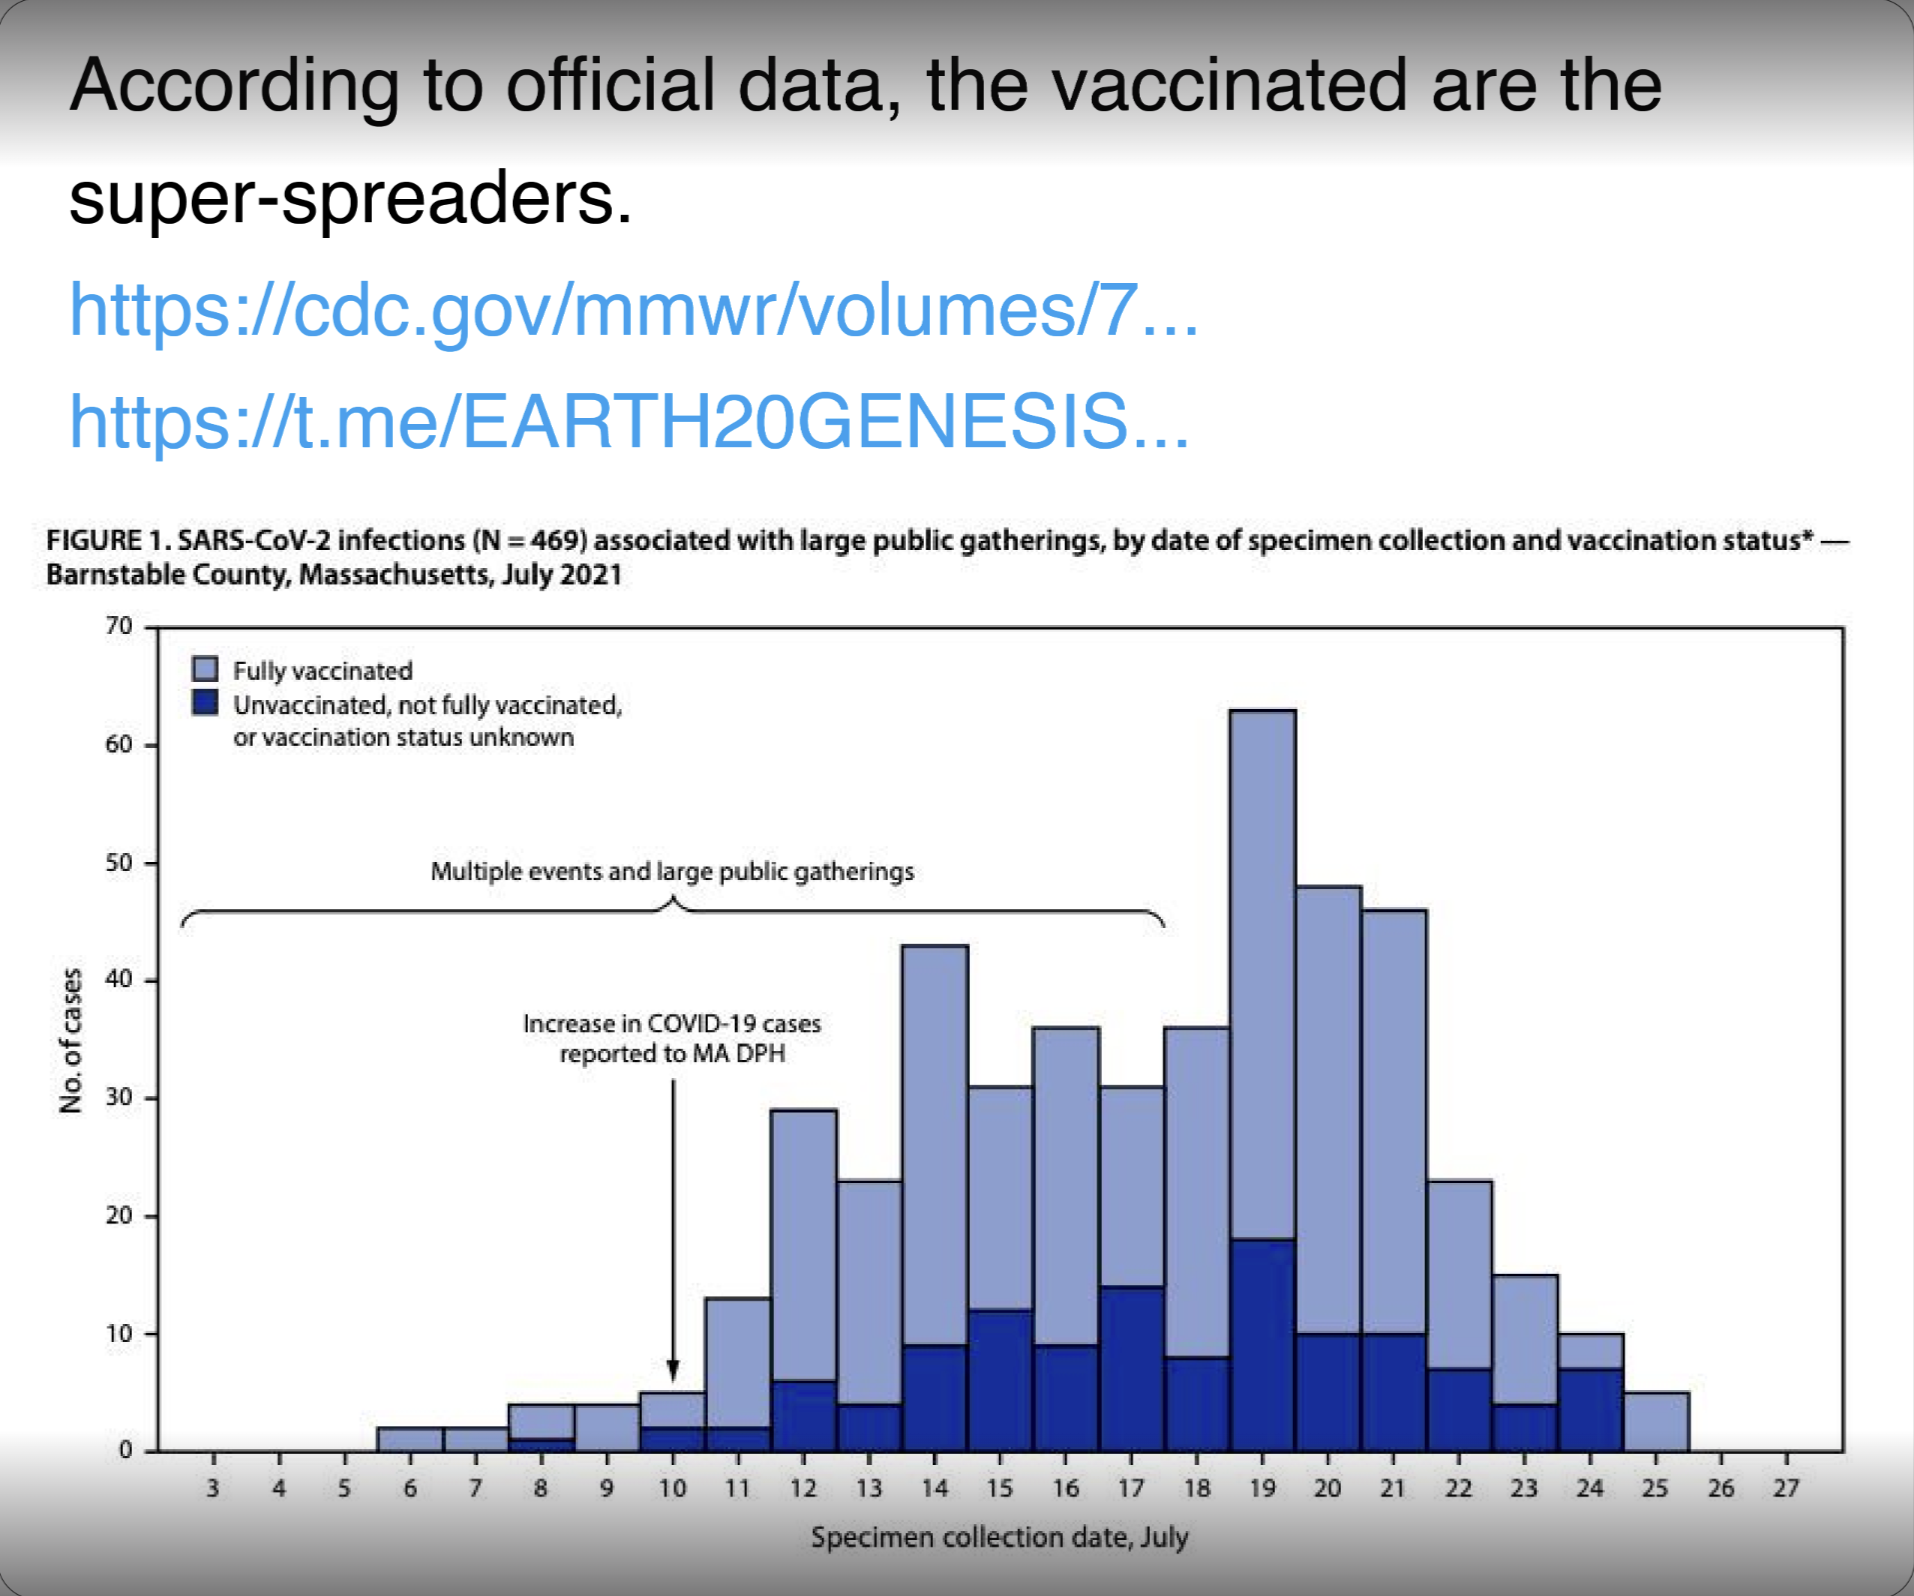 According to official data, the vaccinated are the
super-spreaders.
https://cdc.gov/mmwr/volumes/7...
https://t.me/EARTH20GENESIS...
FIGURE 1. SARS-CoV-2 infections (N = 469) associated with large public gatherings, by date of specimen collection and vaccination status* —
Barnstable County, Massachusetts, July 2021
70
60
50
40
30
20
10
0
No. of cases
Fully vaccinated
Unvaccinated, not fully vaccinated,
or vaccination status unknown
Multiple events and large public gatherings
Increase in COVID-19 cases
reported to MA DPH
3 4 5 6 7 8 9 10 11 12 13 14 15 16 17 18 19 20 21 22 23 24 25 26 27
Specimen collection date, July